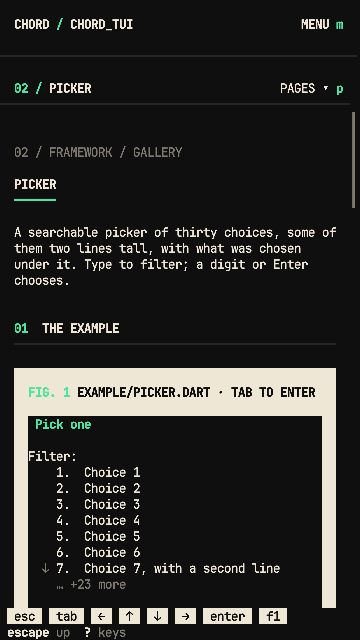 CHORD / CHORD_TUI MENU m
02 / PICKER PAGES ▾ p
02 / FRAMEWORK / GALLERY
PICKER
A searchable picker of thirty choices, some of
them two lines tall, with what was chosen
under it. Type to filter; a digit or Enter
chooses.
01 THE EXAMPLE
FIG. 1 EXAMPLE/PICKER.DART · TAB TO ENTER
Pick one
Filter:
1. Choice 1
2. Choice 2
3. Choice 3
4. Choice 4
5. Choice 5
6. Choice 6
↓ 7. Choice 7, with a second line
… +23 more
esc tab ← ↑ ↓ → enter f1
escape up ? keys